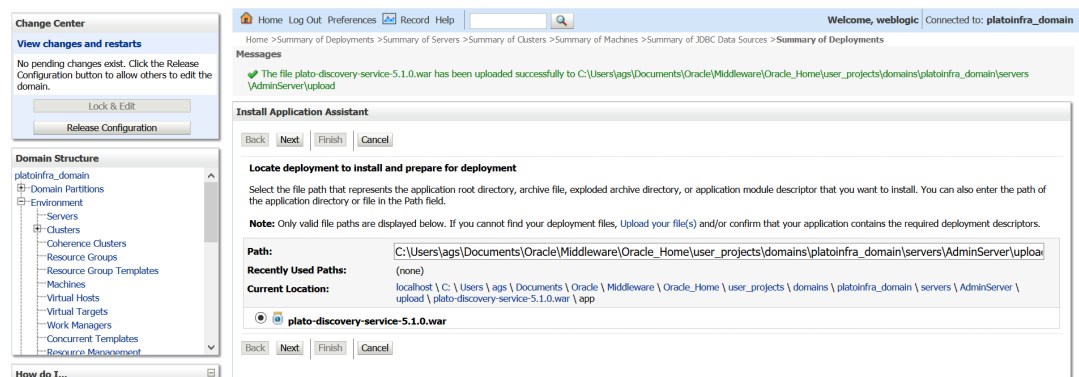 Change Center
View changes and restarts
No pending changes exist. Click the Release
Configuration button to allow others to edit the
domain.
Lock & Edit
Release Configuration
Domain Structure
platoinfra_domain
Domain Partitions
Environment
Servers
Clusters
Coherence Clusters
Resource Groups
Resource Group Templates
Machines
Virtual Hosts
Virtual Targets
Work Managers
Concurrent Templates
Resource Management
How do I...
Home Log Out Preferences Record Help
Welcome, weblogic Connected to: platoinfra_domain
Home >Summary of Deployments >Summary of Servers >Summary of Clusters >Summary of Machines >Summary of JDBC Data Sources >Summary of Deployments
Messages
The file plato-discovery-service-5.1.0.war has been uploaded successfully to C:\Users\ags\Documents\Oracle\Middleware\Oracle_Home\user_projects\domains\platoinfra_domain\servers
\AdminServer\upload
Install Application Assistant
Back Next Finish Cancel
Locate deployment to install and prepare for deployment
Select the file path that represents the application root directory, archive file, exploded archive directory, or application module descriptor that you want to install. You can also enter the path of
the application directory or file in the Path field.
Note: Only valid file paths are displayed below. If you cannot find your deployment files, Upload your file(s) and/or confirm that your application contains the required deployment descriptors.
Path: C:\Users\ags\Documents\Oracle\Middleware\Oracle_Home\user_projects\domains\platoinfra_domain\servers\AdminServer\uploa
Recently Used Paths: (none)
Current Location: localhost \ C: \ Users \ ags \ Documents \ Oracle \ Middleware \ Oracle_Home \ user_projects \ domains \ platoinfra_domain \ servers \ AdminServer \
upload \ plato-discovery-service-5.1.0.war \ app
plato-discovery-service-5.1.0.war
Back Next Finish Cancel